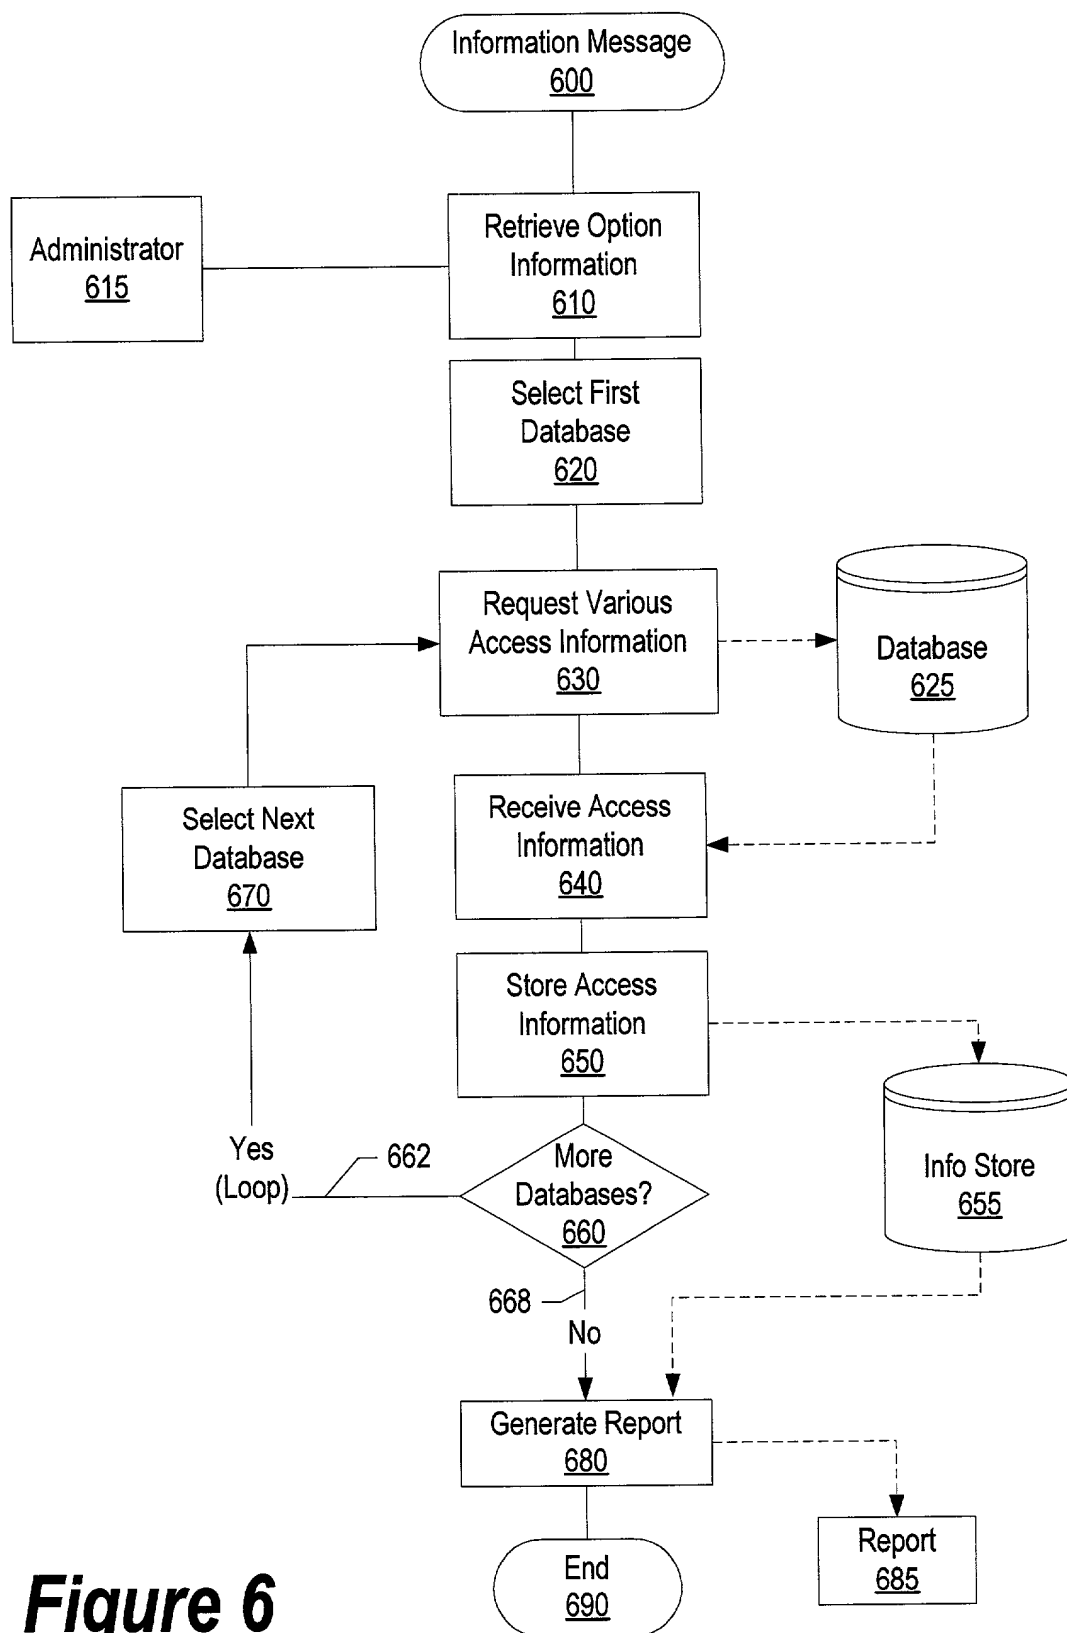 Information Message
600
Retrieve Option
Information
610
Administrator
615
Select First
Database
620
Request Various
Access Information
630
Database
625
Receive Access
Information
640
Select Next
Database
670
Store Access
Information
650
Yes
(Loop)
662
More
Databases?
660
Info Store
655
668
No
Generate Report
680
Report
685
End
690
Figure 6